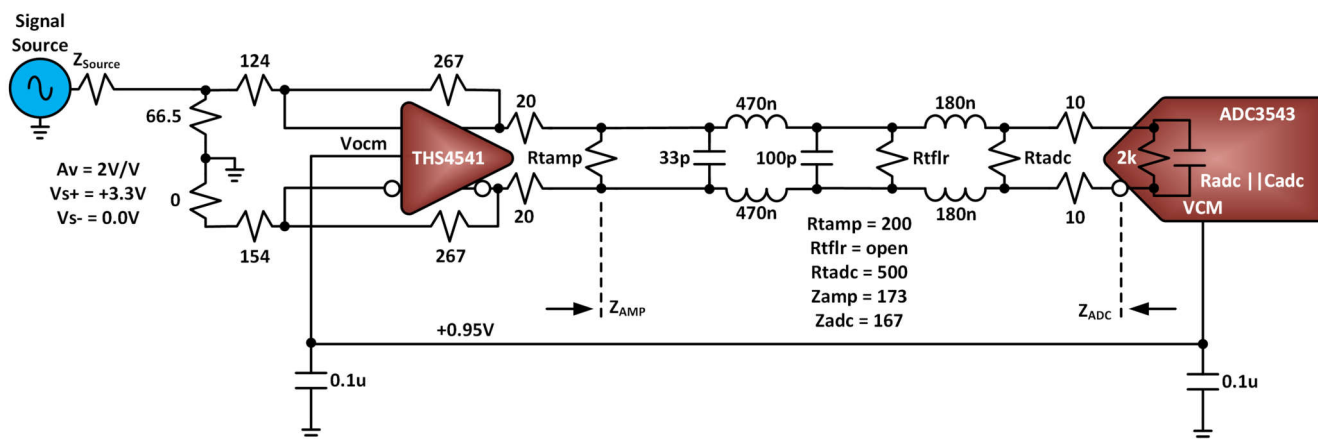 Signal
Source
ZSource
124
267
66.5
Av = 2V/V
Vs+ = +3.3V
Vs- = 0.0V
0
154
267
Vocm
THS4541
20
20
Rtamp
33p
470n
470n
100p
Rtflr
180n
180n
Rtadc
10
10
ADC3543
2k
Radc ||Cadc
VCM
Rtamp = 200
Rtflr = open
Rtadc = 500
Zamp = 173
Zadc = 167
ZAMP
ZADC
+0.95V
0.1u
0.1u